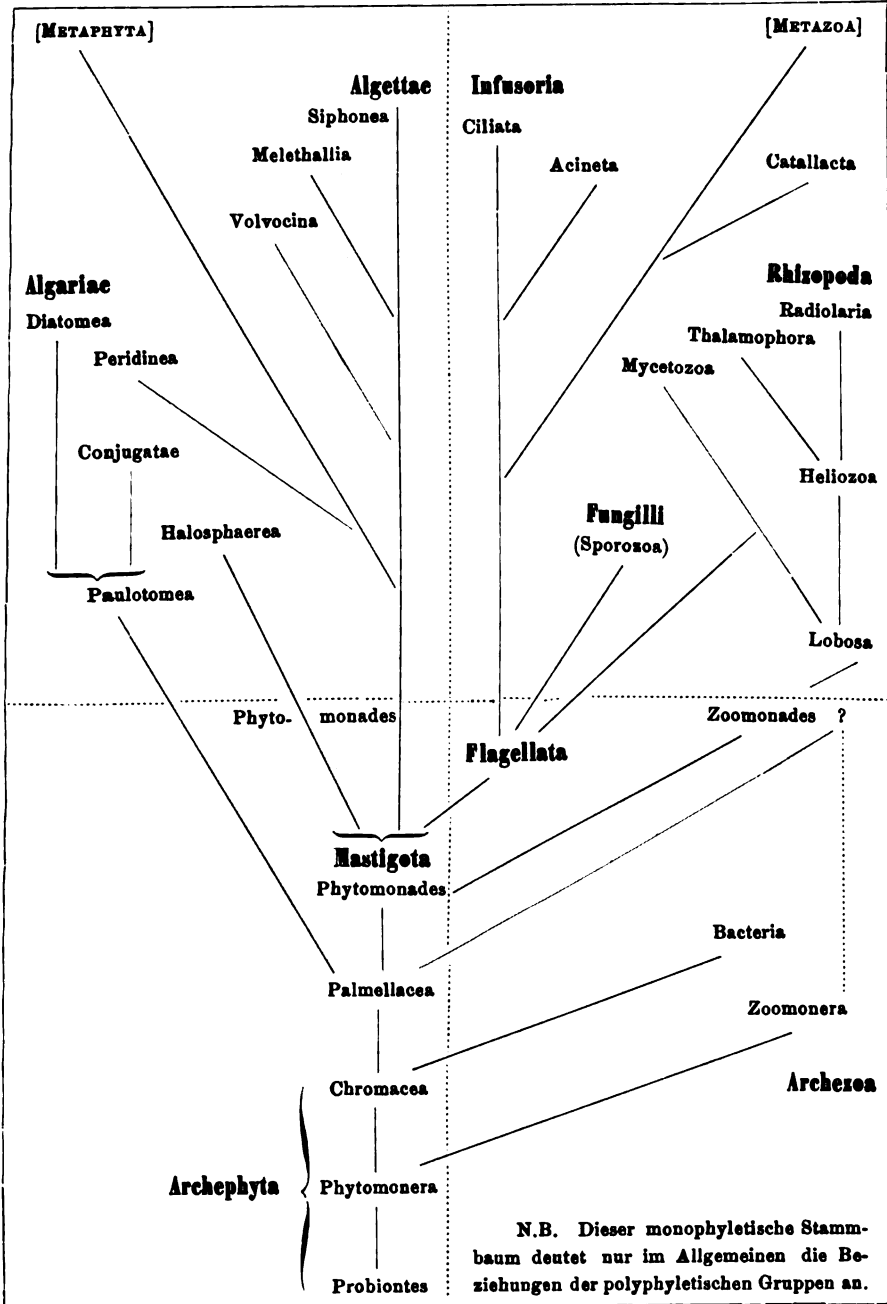 [METAPHYTA]
[METAZOA]
Algettae
Infusoria
Siphonea
Ciliata
Melethallia
Acineta
Catallacta
Volvocina
Algariae
Rhizopoda
Diatomea
Radiolaria
Thalamophora
Peridinea
Mycetozoa
Conjugatae
Heliozoa
Fungilli
Halosphaerea
(Sporozoa)
Paulotomea
Lobosa
Phyto- monades
Zoomonades ?
Flagellata
Mastigota
Phytomonades
Bacteria
Palmellacea
Zoomonera
Chromacea
Archezoa
Archephyta
Phytomonera
N.B. Dieser monophyletische Stamm-
baum deutet nur im Allgemeinen die Be-
ziehungen der polyphyletischen Gruppen an.
Probiontes